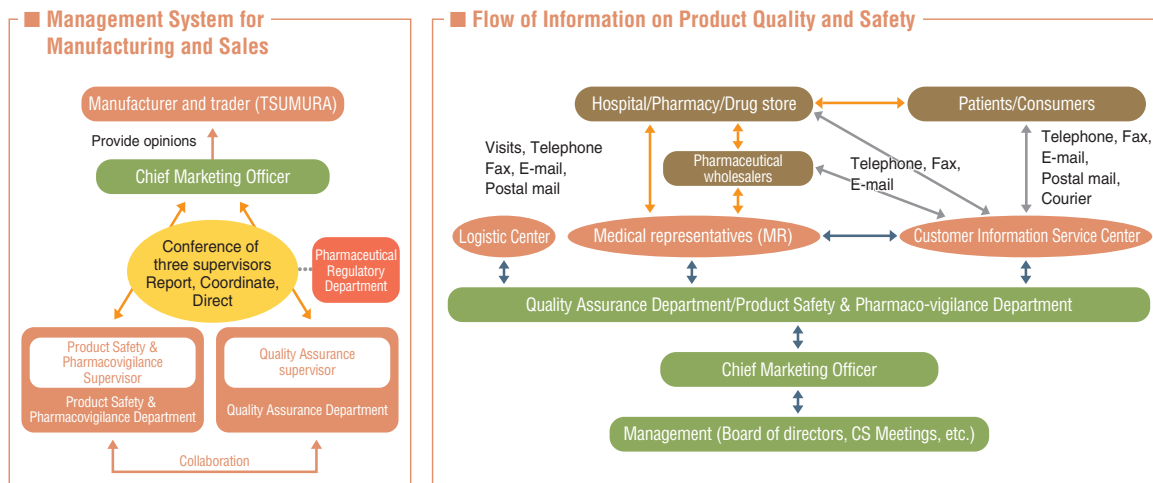 ■ Management System for
Manufacturing and Sales
Manufacturer and trader (TSUMURA)
Provide opinions
Chief Marketing Officer
Conference of
three supervisors
Report, Coordinate,
Direct
Pharmaceutical
Regulatory
Department
Product Safety &
Pharmacovigilance
Supervisor
Product Safety &
Pharmacovigilance Department
Quality Assurance
supervisor
Quality Assurance Department
Collaboration
■ Flow of Information on Product Quality and Safety
Hospital/Pharmacy/Drug store
Patients/Consumers
Visits, Telephone
Fax, E-mail,
Postal mail
Pharmaceutical
wholesalers
Telephone, Fax,
E-mail
Telephone, Fax,
E-mail,
Postal mail,
Courier
Logistic Center
Medical representatives (MR)
Customer Information Service Center
Quality Assurance Department/Product Safety & Pharmaco-vigilance Department
Chief Marketing Officer
Management (Board of directors, CS Meetings, etc.)